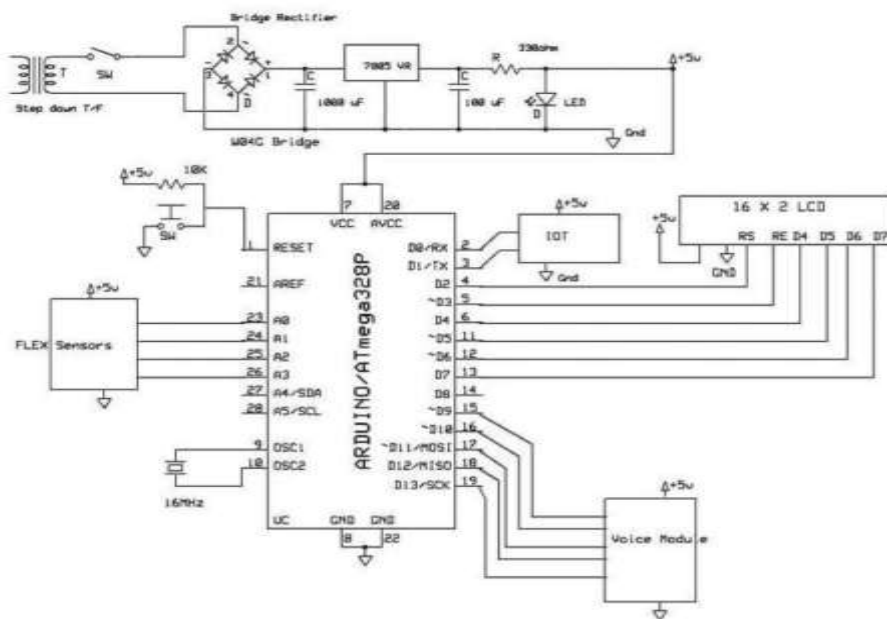 Bridge Rectifier
T
SW
Step down T/F
2
-
-
+
3
1
4
D
W04G Bridge
C
1000 uF
7805 VR
C
100 uF
R
330ohm
LED
D
+5v
Gnd
+5v
10K
SW
7
20
VCC
AVCC
1
RESET
21
AREF
+5v
FLEX Sensors
23
A0
24
A1
25
A2
26
A3
27
A4/SDA
28
A5/SCL
9
OSC1
10
OSC2
16MHz
UC
GND
GND
8
22
ARDUINO/ATmega328P
D0/RX
2
D1/TX
3
D2
4
~D3
5
D4
6
~D5
11
~D6
12
D7
13
D8
14
~D9
15
~D10
16
~D11/MOSI
17
D12/MISO
18
D13/SCK
19
+5v
IOT
Gnd
+5v
16 X 2 LCD
RS
RE
D4
D5
D6
D7
GND
+5v
Voice Module